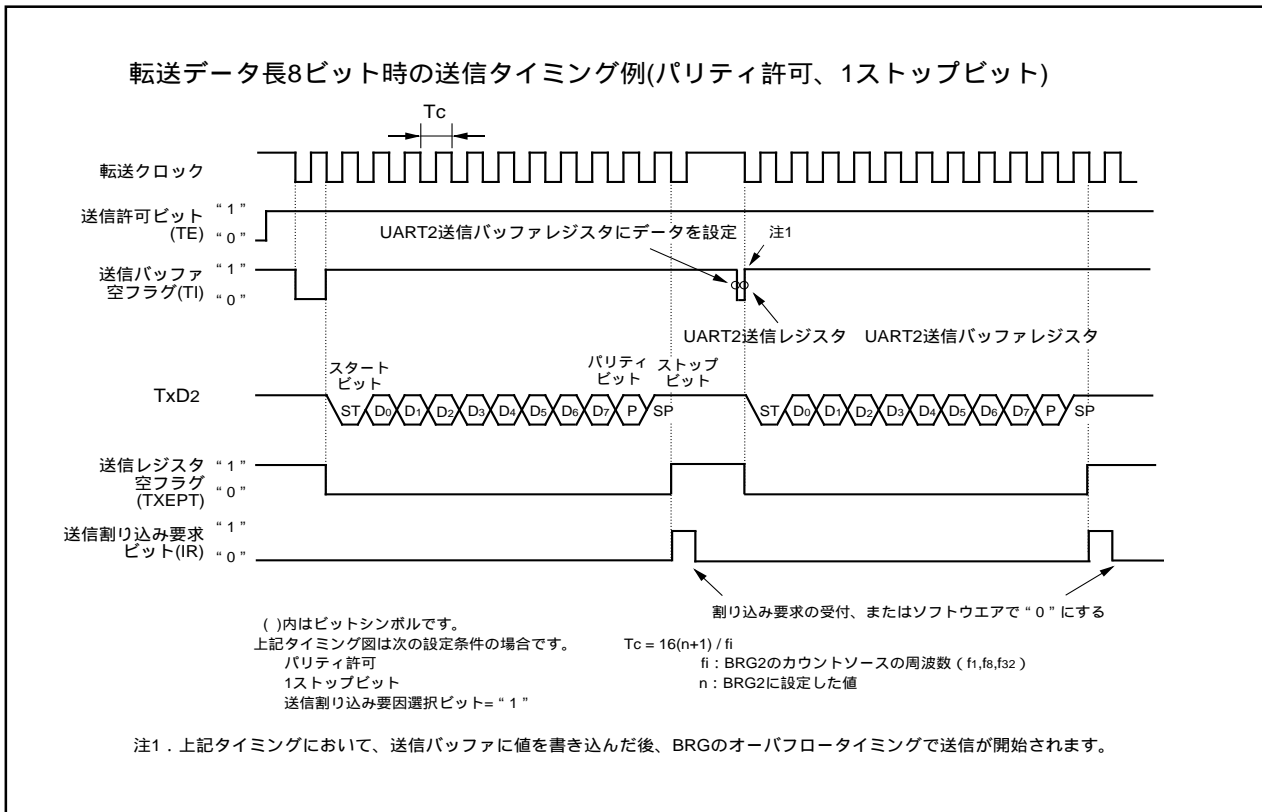 転送データ長8ビット時の送信タイミング例(パリティ許可、1ストップビット)
Tc
転送クロック
送信許可ビット
(TE)
“ 1 ”
“ 0 ”
UART2送信バッファレジスタにデータを設定
注1
送信バッファ
空フラグ(TI)
“ 1 ”
“ 0 ”
UART2送信レジスタ UART2送信バッファレジスタ
スタート
ビット
パリティ
ビット
ストップ
ビット
TxD2
ST D0 D1 D2 D3 D4 D5 D6 D7 P SP
ST D0 D1 D2 D3 D4 D5 D6 D7 P SP
送信レジスタ
空フラグ
(TXEPT)
“ 1 ”
“ 0 ”
送信割り込み要求
ビット(IR)
“ 1 ”
“ 0 ”
割り込み要求の受付、またはソフトウエアで“ 0 ”にする
( )内はビットシンボルです。
上記タイミング図は次の設定条件の場合です。
パリティ許可
1ストップビット
送信割り込み要因選択ビット= “ 1 ”
Tc = 16(n+1) / fi
fi : BRG2のカウントソースの周波数(f1,f8,f32)
n : BRG2に設定した値
注1．上記タイミングにおいて、送信バッファに値を書き込んだ後、BRGのオーバフロータイミングで送信が開始されます。